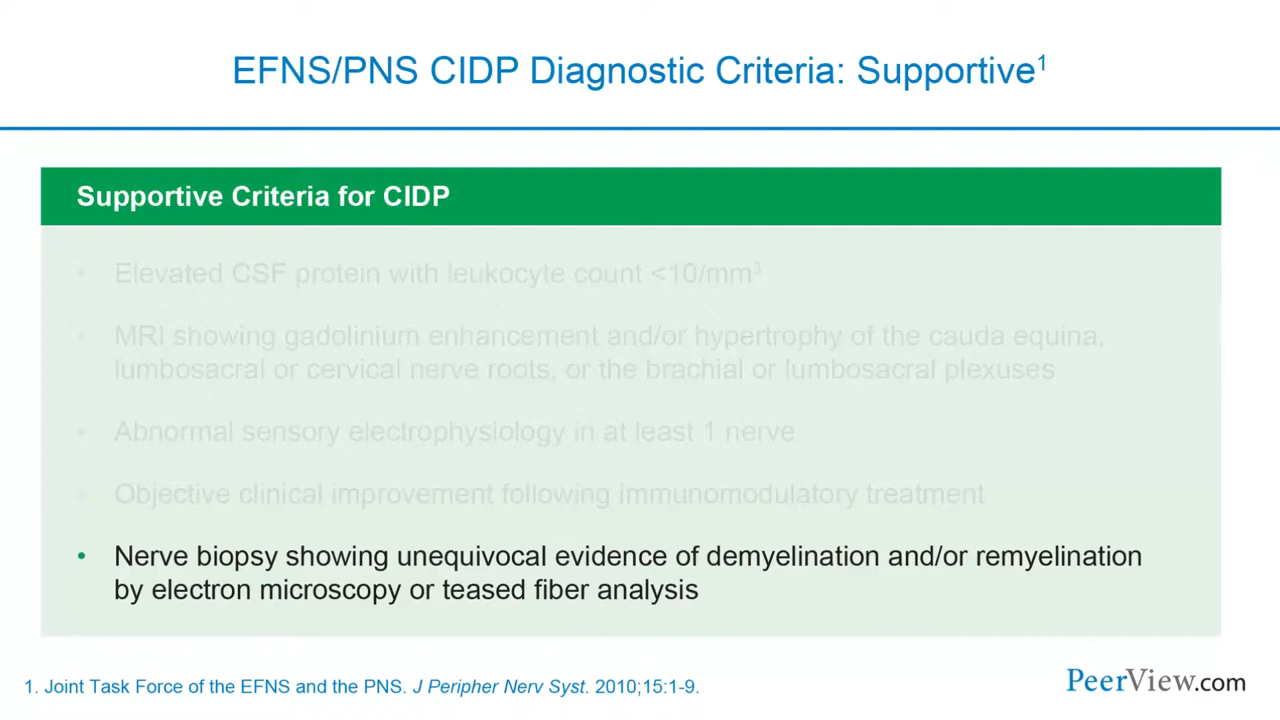 EFNS/PNS CIDP Diagnostic Criteria: Supportive¹
Supportive Criteria for CIDP
• Elevated CSF protein with leukocyte count <10/mm³
• MRI showing gadolinium enhancement and/or hypertrophy of the cauda equina,
lumbosacral or cervical nerve roots, or the brachial or lumbosacral plexuses
• Abnormal sensory electrophysiology in at least 1 nerve
• Objective clinical improvement following immunomodulatory treatment
• Nerve biopsy showing unequivocal evidence of demyelination and/or remyelination
by electron microscopy or teased fiber analysis
1. Joint Task Force of the EFNS and the PNS. J Peripher Nerv Syst. 2010;15:1-9.
PeerView.com